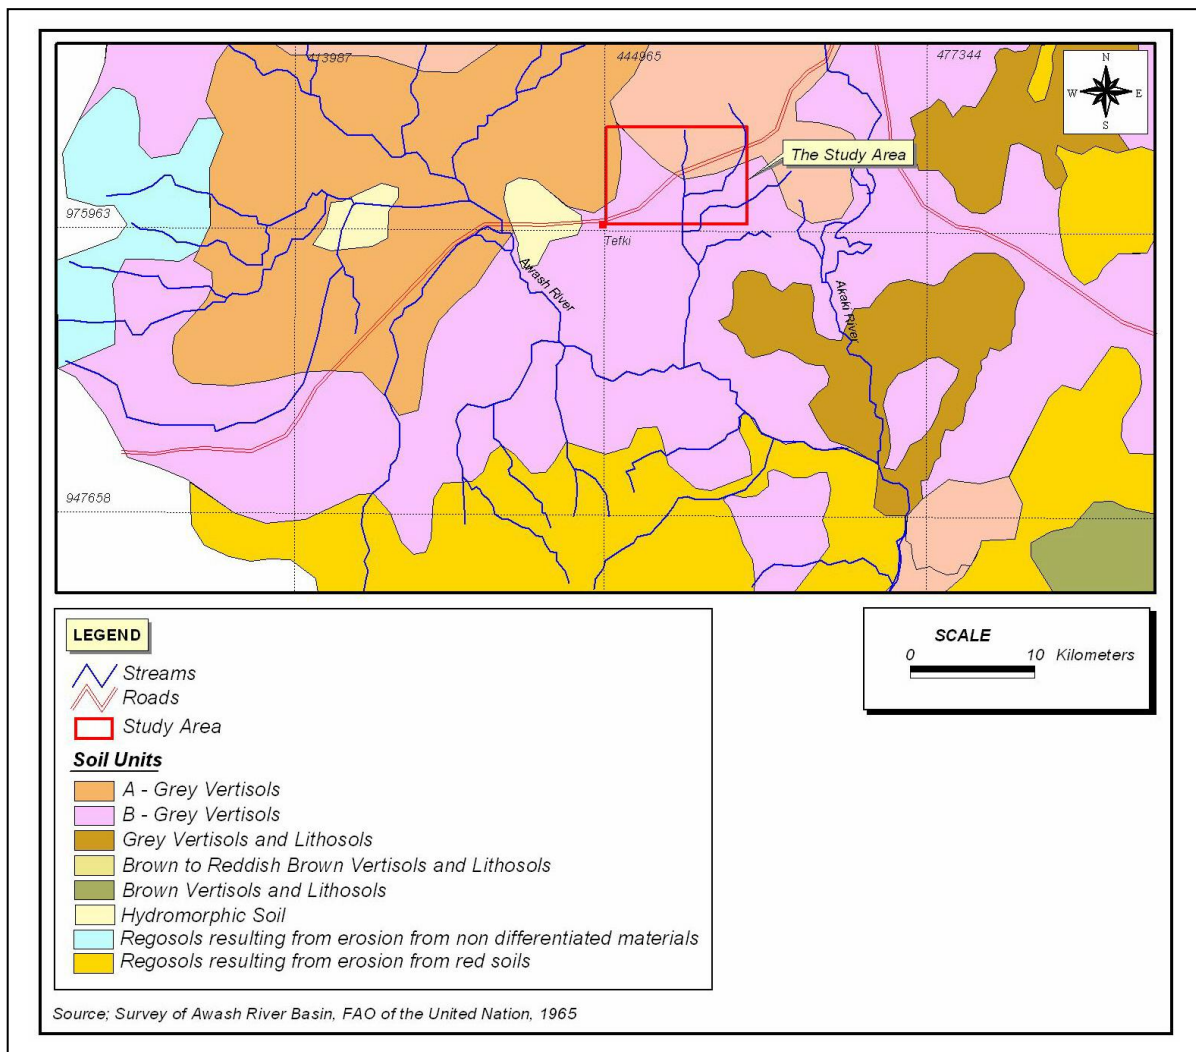 413987
444965
477344
N
W E
S
The Study Area
975963
Tefki
Awash River
Akaki River
947658
LEGEND
Streams
Roads
Study Area
Soil Units
A - Grey Vertisols
B - Grey Vertisols
Grey Vertisols and Lithosols
Brown to Reddish Brown Vertisols and Lithosols
Brown Vertisols and Lithosols
Hydromorphic Soil
Regosols resulting from erosion from non differentiated materials
Regosols resulting from erosion from red soils
SCALE
0 10 Kilometers
Source; Survey of Awash River Basin, FAO of the United Nation, 1965